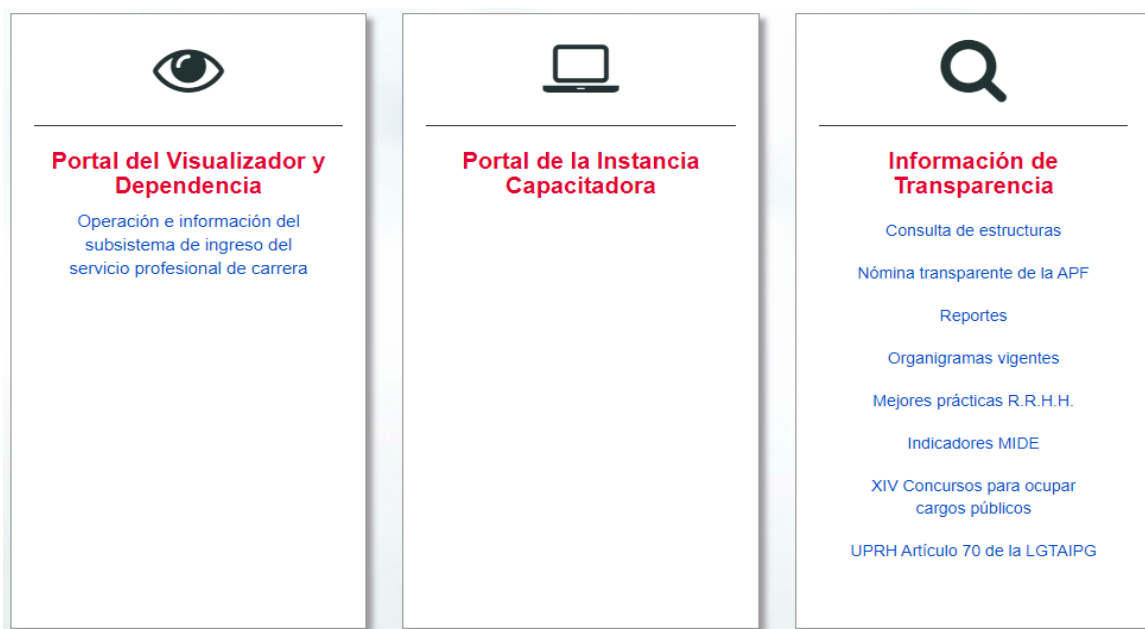 Portal del Visualizador y
Dependencia
Operación e información del
subsistema de ingreso del
servicio profesional de carrera
Portal de la Instancia
Capacitadora
Información de
Transparencia
Consulta de estructuras
Nómina transparente de la APF
Reportes
Organigramas vigentes
Mejores prácticas R.R.H.H.
Indicadores MIDE
XIV Concursos para ocupar
cargos públicos
UPRH Artículo 70 de la LGTAIPG